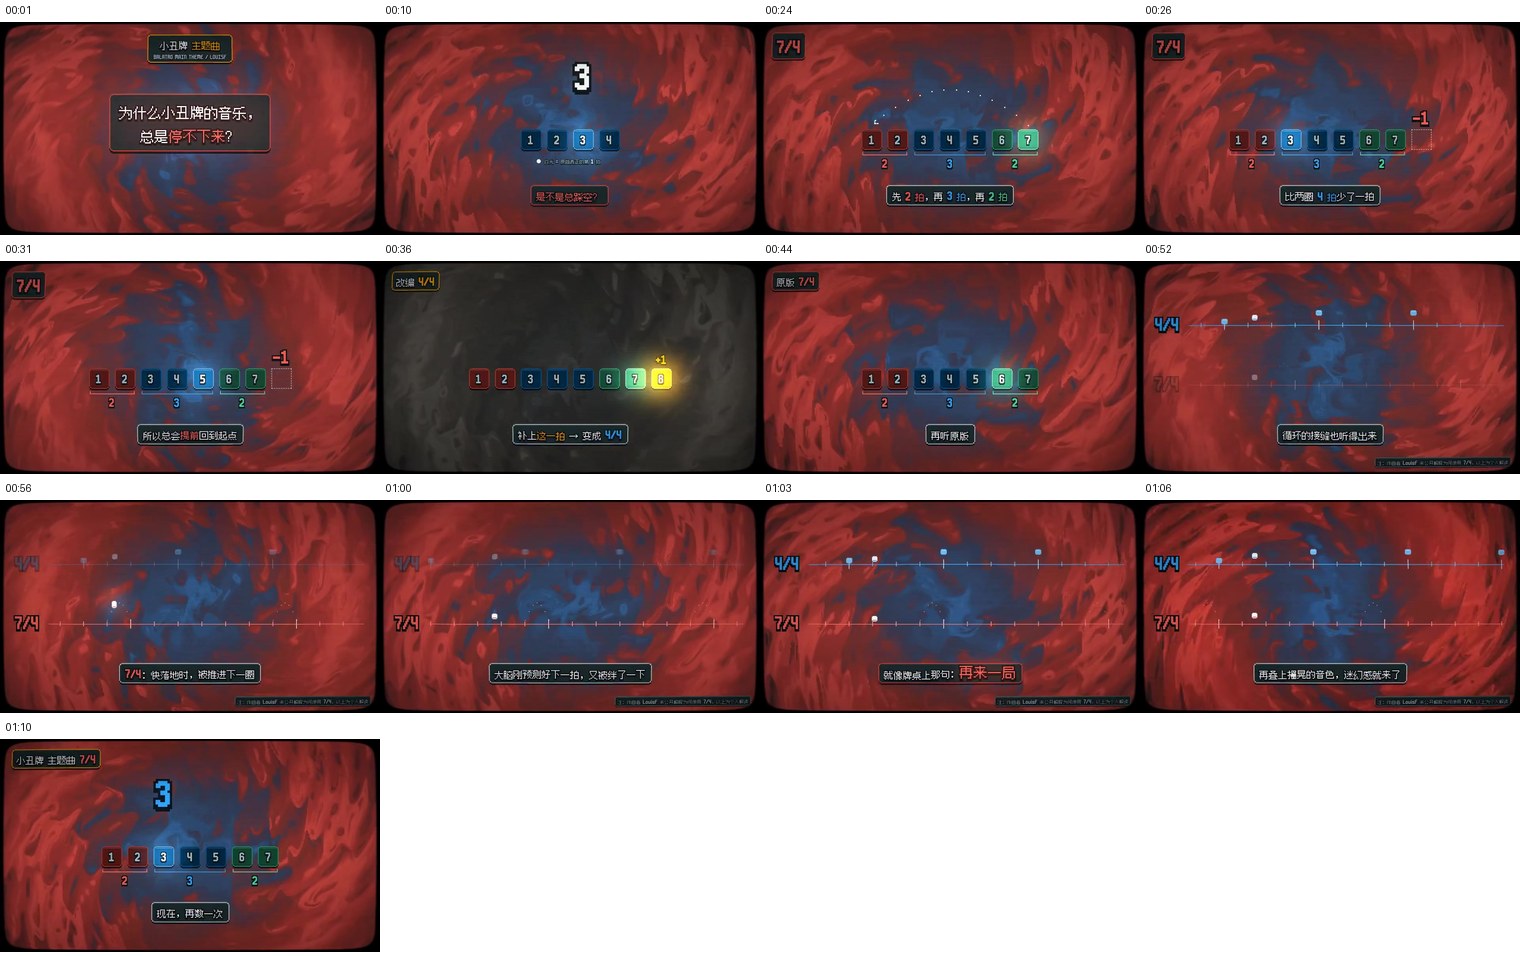 00:01
小丑牌 主题曲
BALATRO MAIN THEME / LOUISF
为什么小丑牌的音乐，
总是停不下来？
00:10
3
1 2 3 4
是不是总踩空？
00:24
7/4
1 2 3 4 5 6 7
2 3 2
先 2 拍，再 3 拍，再 2 拍
00:26
7/4
-1
1 2 3 4 5 6 7
2 3 2
比两圈 4 拍少了一拍
00:31
7/4
-1
1 2 3 4 5 6 7
2 3 2
所以总会提前回到起点
00:36
改编 4/4
+1
1 2 3 4 5 6 7 8
补上这一拍 → 变成 4/4
00:44
原版 7/4
1 2 3 4 5 6 7
2 3 2
再听原版
00:52
4/4
7/4
循环的接缝也听得出来
00:56
4/4
7/4
7/4：快落地时，被推进下一圈
01:00
4/4
7/4
大脑刚预测好下一拍，又被绊了一下
01:03
4/4
7/4
就像牌桌上那句：再来一局
01:06
4/4
7/4
再叠上摇晃的音色，迷幻感就来了
01:10
小丑牌 主题曲 7/4
3
1 2 3 4 5 6 7
2 3 2
现在，再数一次